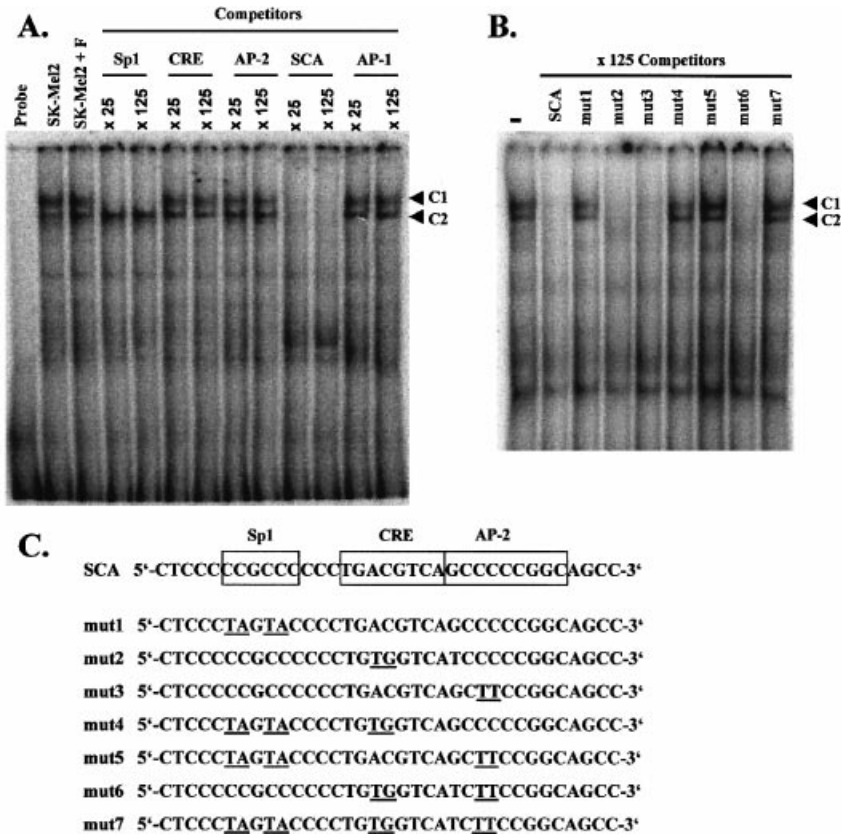 A.
Competitors
Probe
SK-Mel2
SK-Mel2 + F
Sp1
CRE
AP-2
SCA
AP-1
x 25
x 125
x 25
x 125
x 25
x 125
x 25
x 125
x 25
x 125
C1
C2
B.
x 125 Competitors
-
SCA
mut1
mut2
mut3
mut4
mut5
mut6
mut7
C1
C2
C.
Sp1 CRE AP-2
SCA 5‘-CTCCCCCGCCCCCCTGACGTCAGCCCCCGGCAGCC-3‘
mut1 5‘-CTCCCTAGTACCCCTGACGTCAGCCCCCGGCAGCC-3‘
mut2 5‘-CTCCCCCGCCCCCCTGTGGTCATCCCCCGGCAGCC-3‘
mut3 5‘-CTCCCCCGCCCCCCTGACGTCAGCTTCCGGCAGCC-3‘
mut4 5‘-CTCCCTAGTACCCCTGTGGTCAGCCCCCGGCAGCC-3‘
mut5 5‘-CTCCCTAGTACCCCTGACGTCAGCTTCCGGCAGCC-3‘
mut6 5‘-CTCCCCCGCCCCCCTGTGGTCATCTTCCGGCAGCC-3‘
mut7 5‘-CTCCCTAGTACCCCTGTGGTCATCTTCCGGCAGCC-3‘